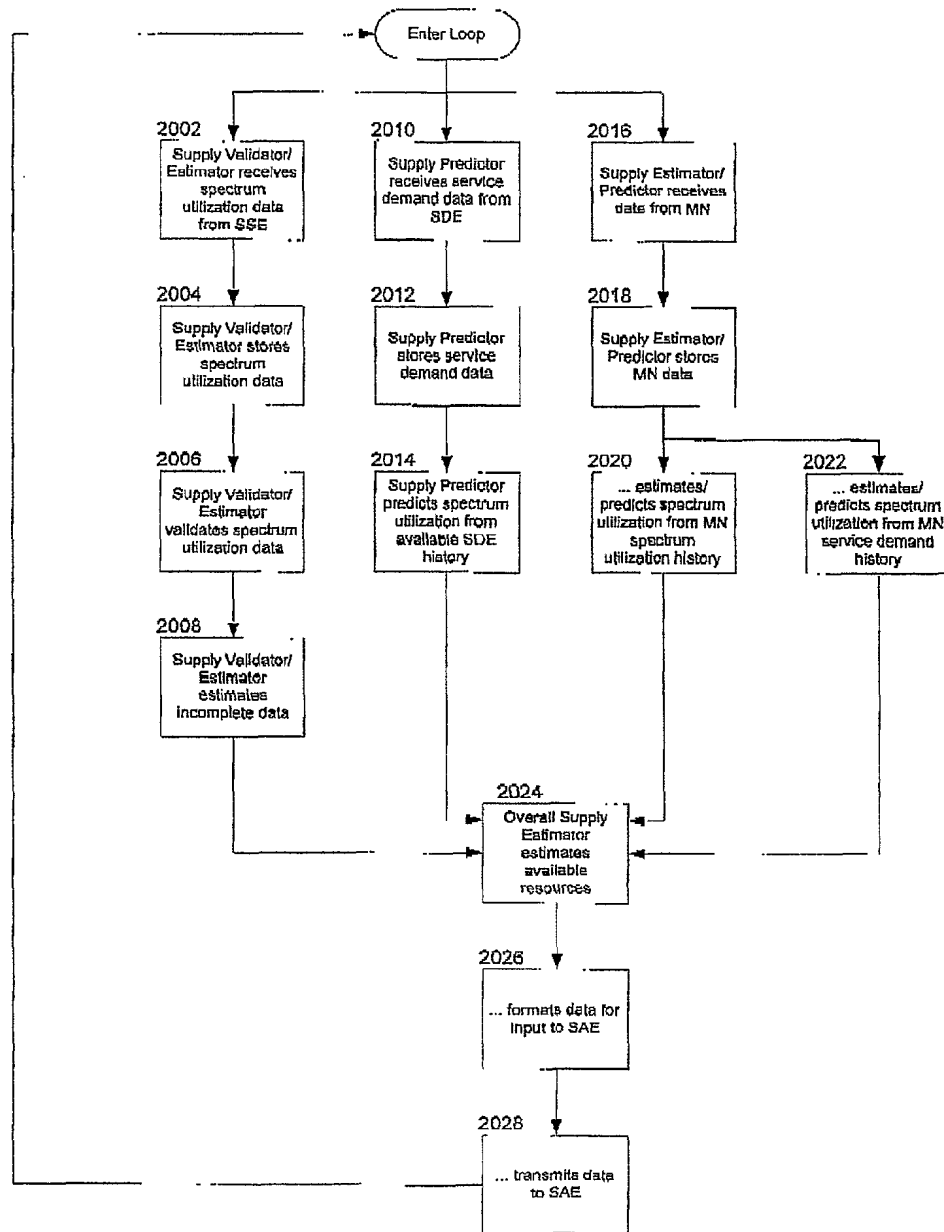 Enter Loop
2002
Supply Validator/
Estimator receives
spectrum
utilization data
from SSE
2010
Supply Predictor
receives service
demand data from
SDE
2016
Supply Estimator/
Predictor receives
data from MN
2004
Supply Validator/
Estimator stores
spectrum
utilization data
2012
Supply Predictor
stores service
demand data
2018
Supply Estimator/
Predictor stores
MN data
2006
Supply Validator/
Estimator
validates spectrum
utilization data
2014
Supply Predictor
predicts spectrum
utilization from
available SDE
history
2020
... estimates/
predicts spectrum
utilization from MN
spectrum
utilization history
2022
... estimates/
predicts spectrum
utilization from MN
service demand
history
2008
Supply Validator/
Estimator
estimates
incomplete data
2024
Overall Supply
Estimator
estimates
available
resources
2026
... formats data for
input to SAE
2028
... transmits data
to SAE